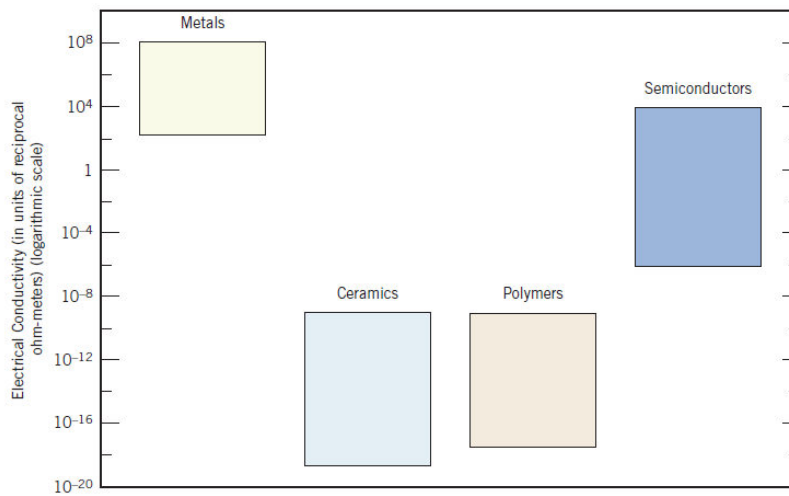 Metals
10⁸
Semiconductors
10⁴
1
10⁻⁴
10⁻⁸
Ceramics
Polymers
10⁻¹²
10⁻¹⁶
10⁻²⁰
Electrical Conductivity (in units of reciprocal
ohm-meters) (logarithmic scale)